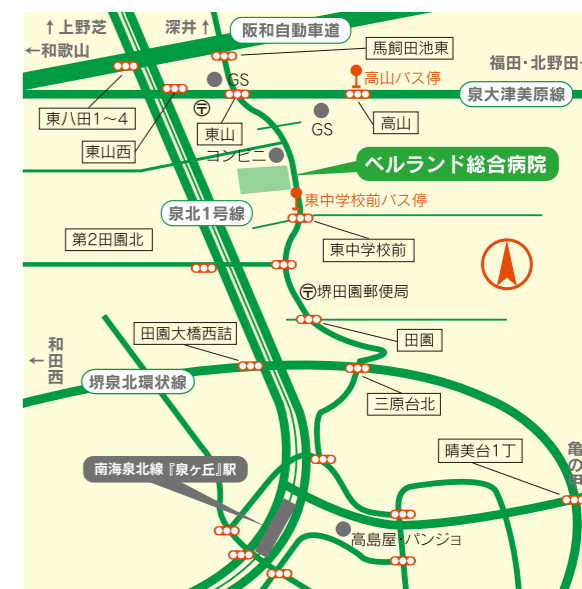 ↑上野芝
深井↑
阪和自動車道
←和歌山
馬飼田池東
福田・北野田
GS
高山バス停
泉大津美原線
東八田1～4
〒
東山
GS
高山
東山西
コンビニ
ベルランド総合病院
東中学校前バス停
泉北1号線
第2田園北
東中学校前
〒堺田園郵便局
田園大橋西詰
田園
←和田西
堺泉北環状線
三原台北
晴美台1丁
南海泉北線『泉ヶ丘』駅
高島屋・パンジョ